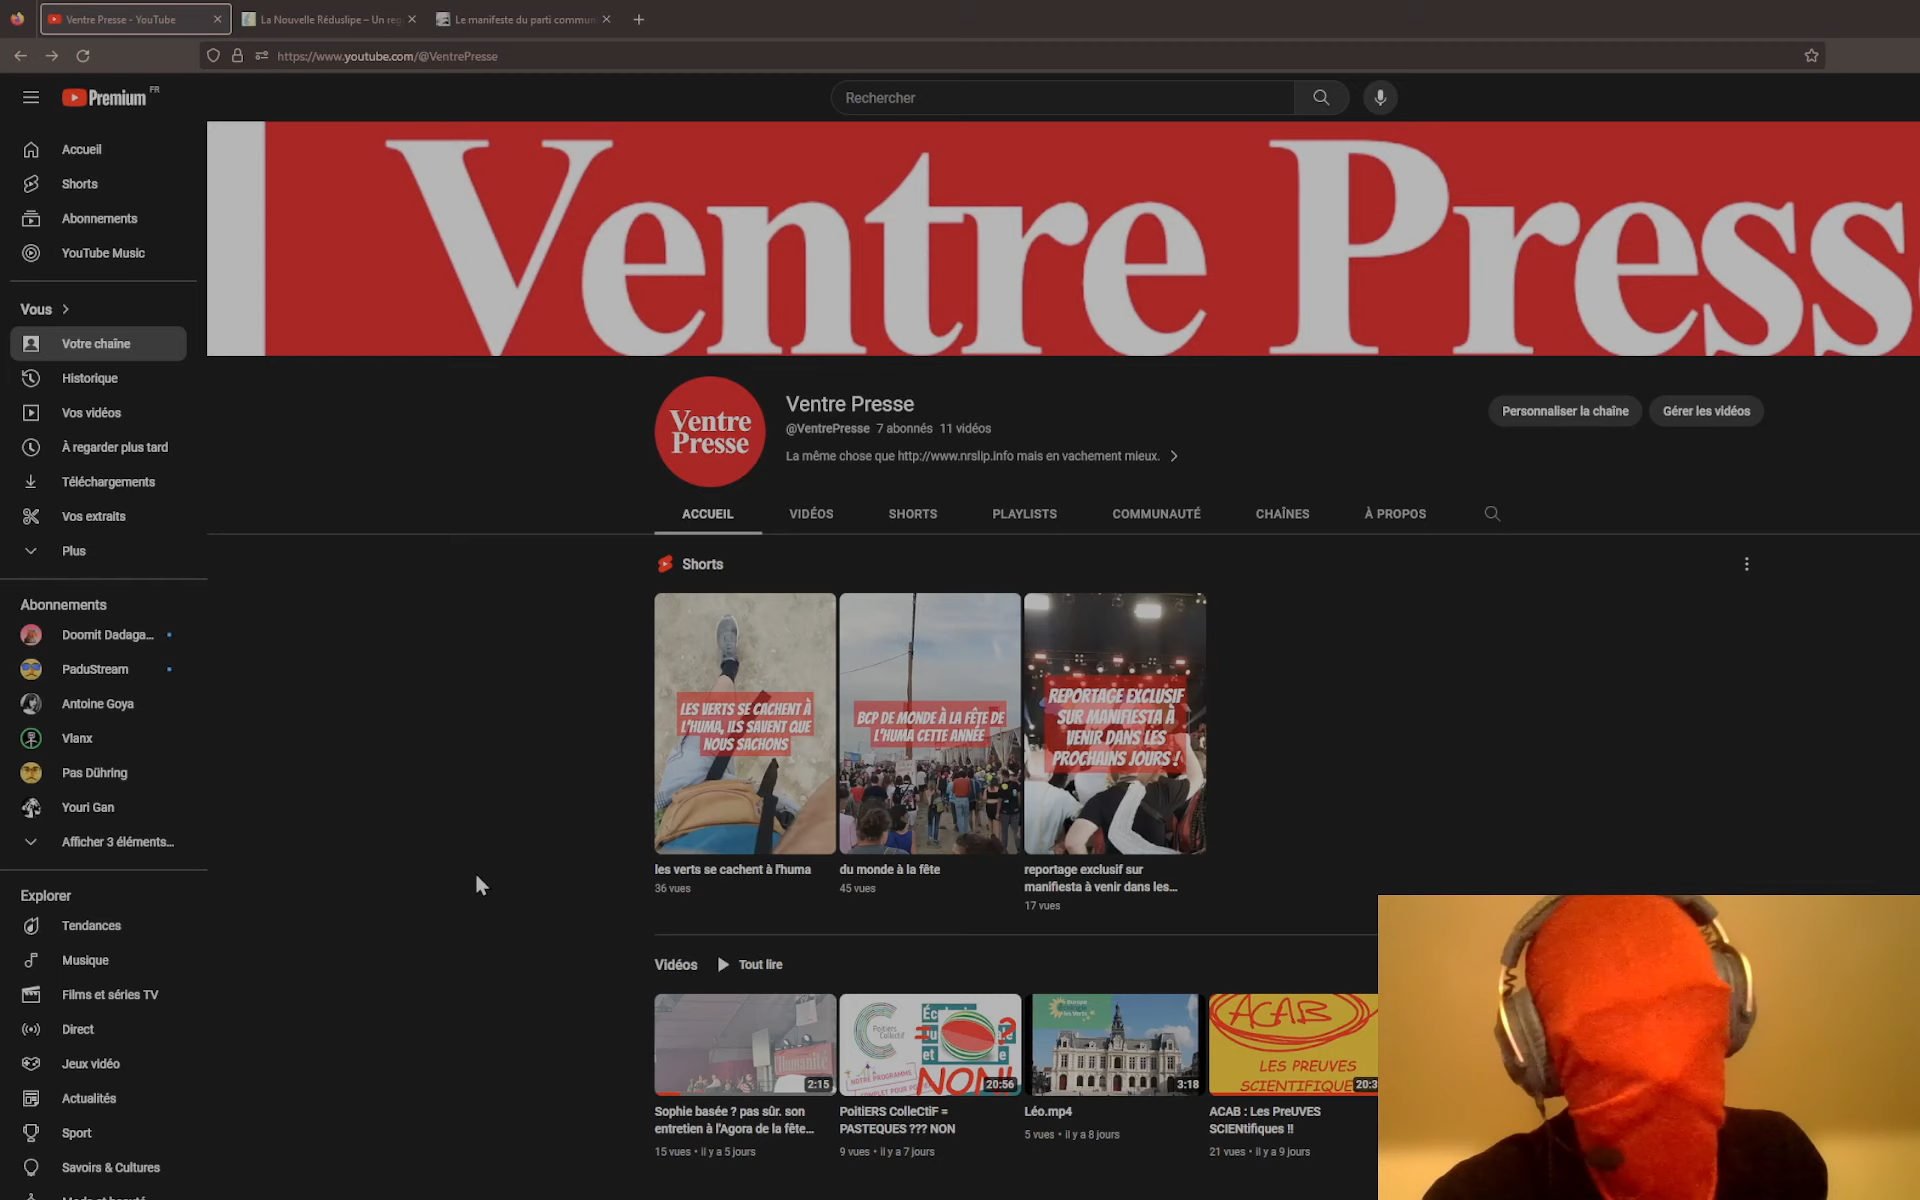 Ventre Presse - YouTube
La Nouvelle Réduslipe – Un reg
Le manifeste du parti commun
https://www.youtube.com/@VentrePresse
Premium FR
Rechercher
Accueil
Shorts
Abonnements
YouTube Music
Vous
Votre chaîne
Historique
Vos vidéos
À regarder plus tard
Téléchargements
Vos extraits
Plus
Abonnements
Doomit Dadaga...
PaduStream
Antoine Goya
Vlanx
Pas Dühring
Youri Gan
Afficher 3 éléments...
Explorer
Tendances
Musique
Films et séries TV
Direct
Jeux vidéo
Actualités
Sport
Savoirs & Cultures
Ventre Presse
Ventre
Presse
Ventre Presse
@VentrePresse 7 abonnés 11 vidéos
La même chose que http://www.nrslip.info mais en vachement mieux.
Personnaliser la chaîne
Gérer les vidéos
ACCUEIL
VIDÉOS
SHORTS
PLAYLISTS
COMMUNAUTÉ
CHAÎNES
À PROPOS
Shorts
LES VERTS SE CACHENT À
L'HUMA, ILS SAVENT QUE
NOUS SACHONS
BCP DE MONDE À LA FÊTE DE
L'HUMA CETTE ANNÉE
REPORTAGE EXCLUSIF
SUR MANIFIESTA À
VENIR DANS LES
PROCHAINS JOURS !
les verts se cachent à l'huma
36 vues
du monde à la fête
45 vues
reportage exclusif sur
manifiesta à venir dans les...
17 vues
Vidéos
Tout lire
Humanité
2:15
Sophie basée ? pas sûr. son
entretien à l'Agora de la fête...
15 vues • il y a 5 jours
Poitiers
Collectif
NOTRE PROGRAMME
= ?
NON!
20:56
PoitiERS ColleCtiF =
PASTEQUES ??? NON
9 vues • il y a 7 jours
3:18
Léo.mp4
5 vues • il y a 8 jours
ACAB
LES PREUVES
SCIENTIFIQUE
20:3
ACAB : Les PreUVES
SCIENtifiques !!
21 vues • il y a 9 jours